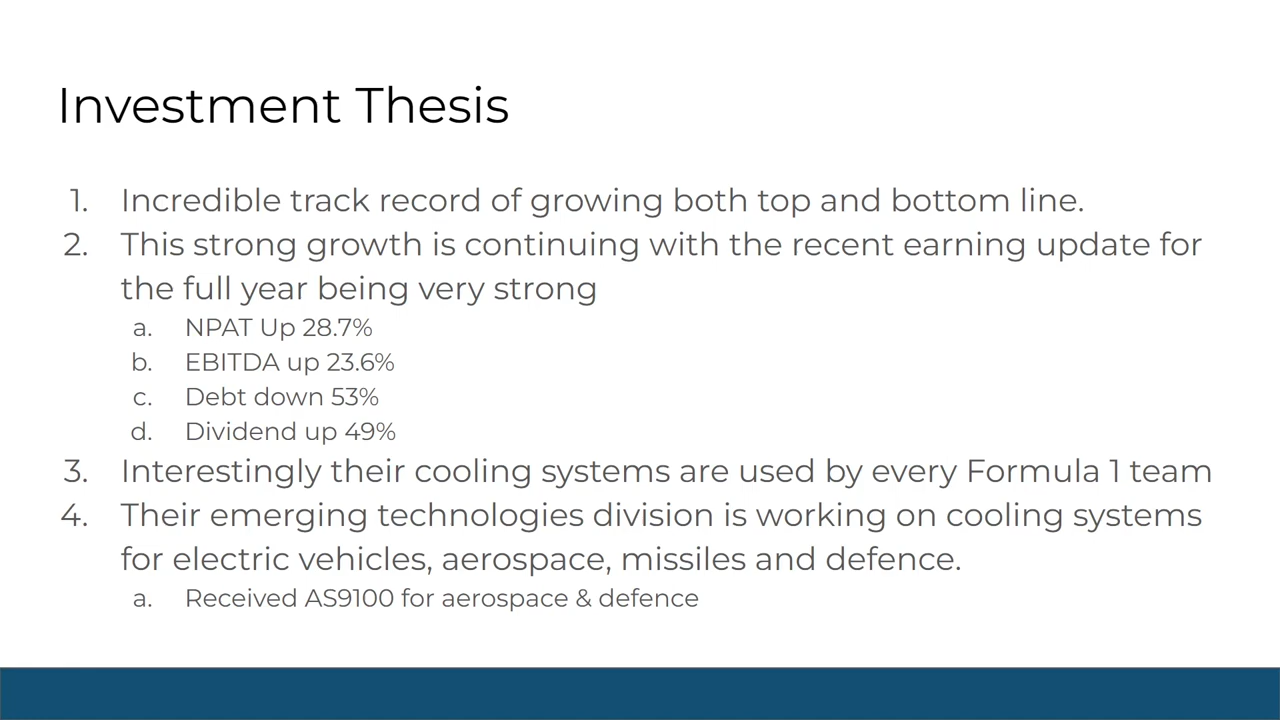 Investment Thesis
1. Incredible track record of growing both top and bottom line.
2. This strong growth is continuing with the recent earning update for
the full year being very strong
a. NPAT Up 28.7%
b. EBITDA up 23.6%
c. Debt down 53%
d. Dividend up 49%
3. Interestingly their cooling systems are used by every Formula 1 team
4. Their emerging technologies division is working on cooling systems
for electric vehicles, aerospace, missiles and defence.
a. Received AS9100 for aerospace & defence